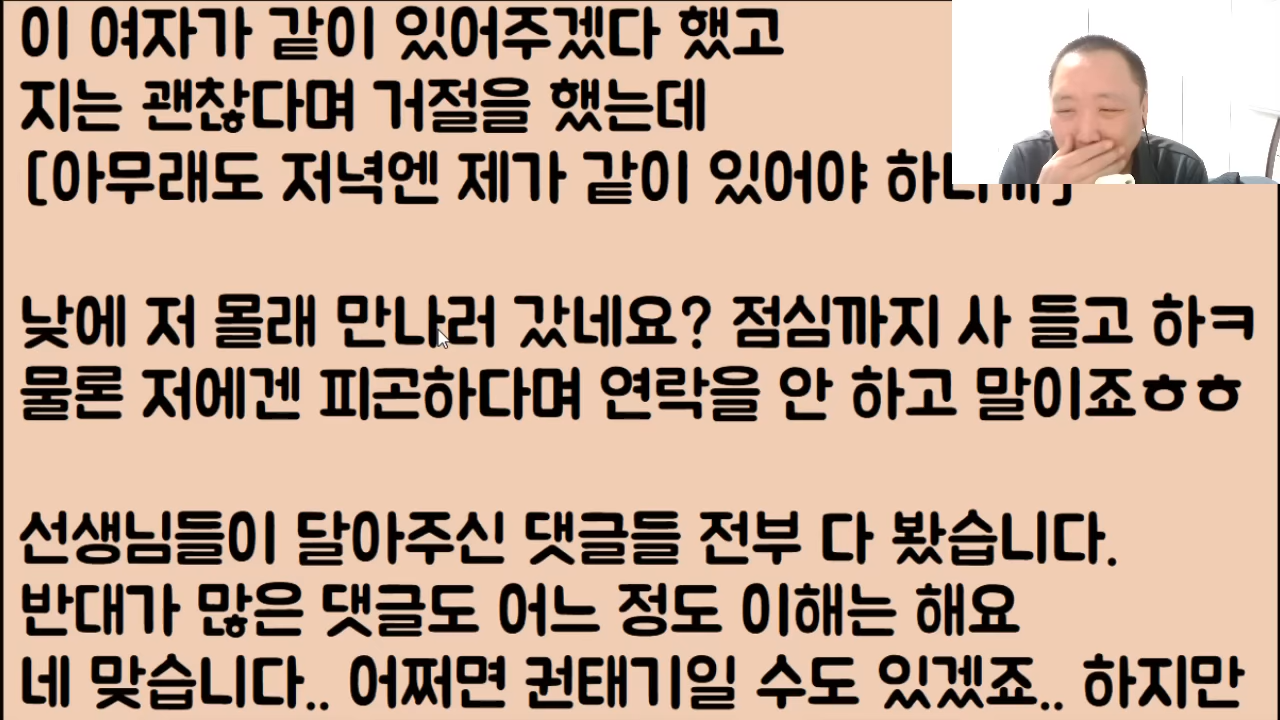 이 여자가 같이 있어주겠다 했고
지는 괜찮다며 거절을 했는데
[아무래도 저녁엔 제가 같이 있어야
낮에 저 몰래 만나러 갔네요? 점심까지 사 들고 하ㅋ
물론 저에겐 피곤하다며 연락을 안 하고 말이죠ㅎㅎ
선생님들이 달아주신 댓글들 전부 다 봤습니다.
반대가 많은 댓글도 어느 정도 이해는 해요
네 맞습니다.. 어쩌면 권태기일 수도 있겠죠.. 하지만